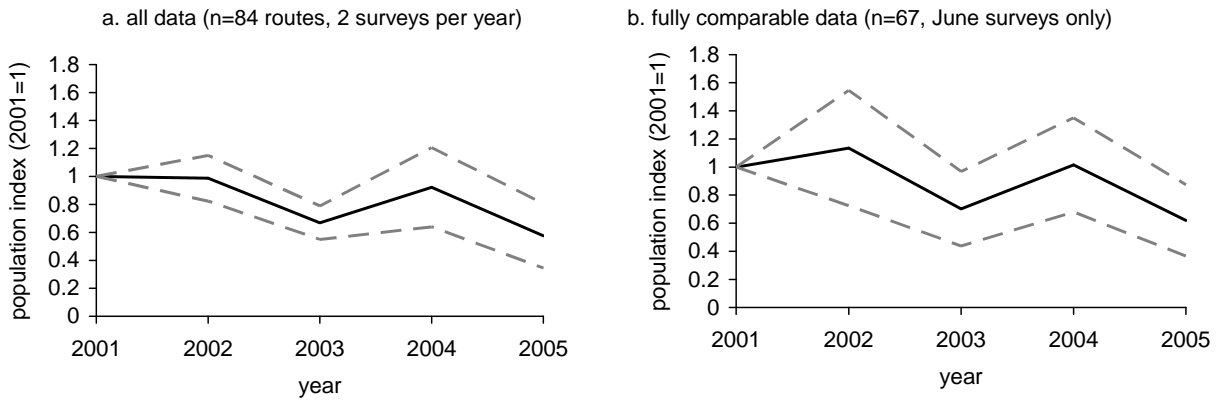 a. all data (n=84 routes, 2 surveys per year)
population index (2001=1)
1.8
1.6
1.4
1.2
1
0.8
0.6
0.4
0.2
0
2001 2002 2003 2004 2005
year
b. fully comparable data (n=67, June surveys only)
population index (2001=1)
1.8
1.6
1.4
1.2
1
0.8
0.6
0.4
0.2
0
2001 2002 2003 2004 2005
year